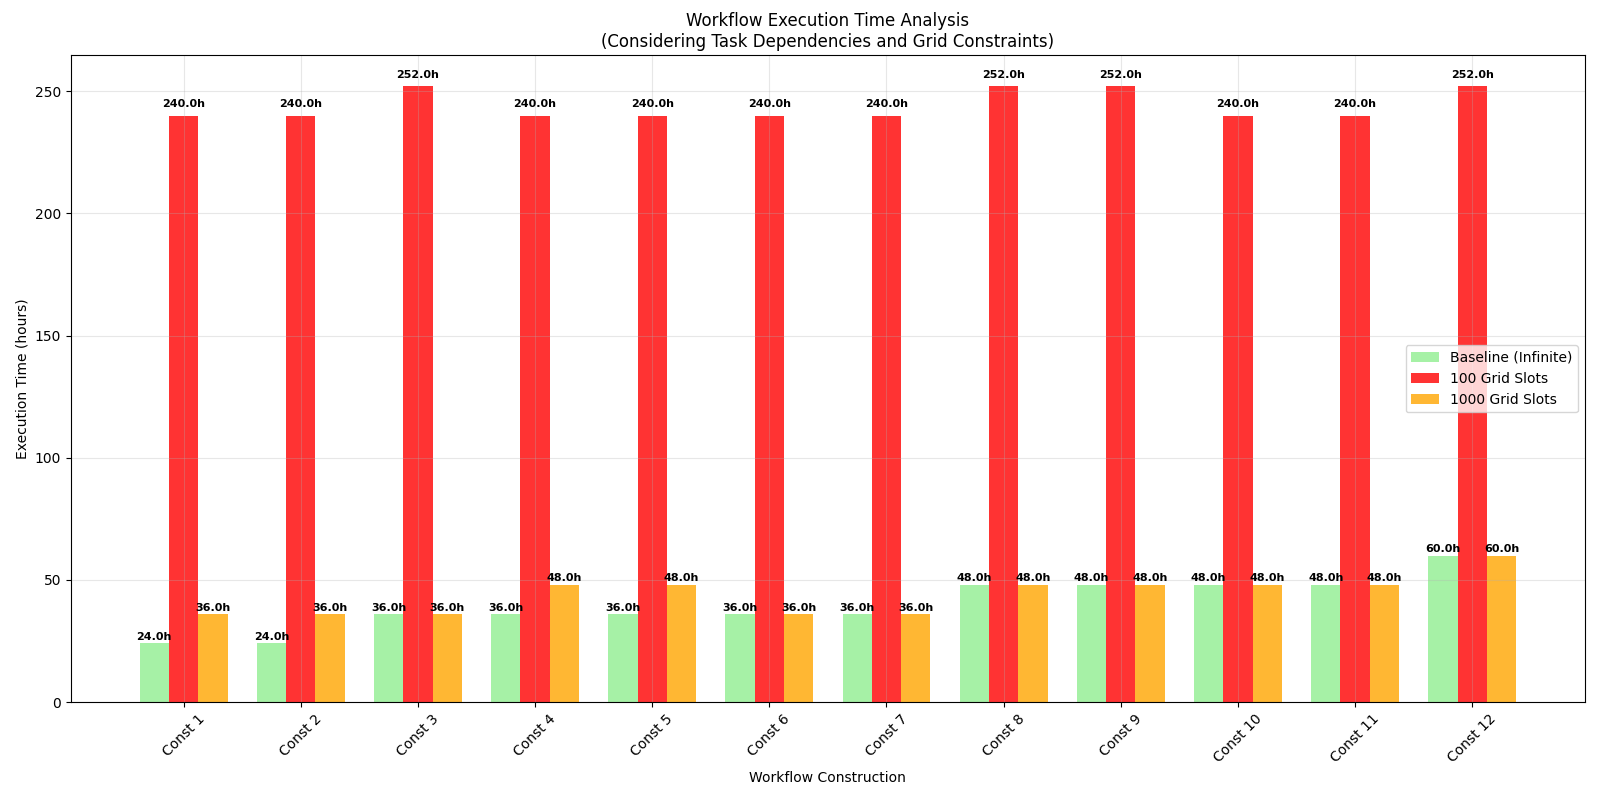 Workflow Execution Time Analysis
(Considering Task Dependencies and Grid Constraints)
Execution Time (hours)
250
200
150
100
50
0
24.0h
240.0h
36.0h
24.0h
240.0h
36.0h
36.0h
252.0h
36.0h
36.0h
240.0h
48.0h
36.0h
240.0h
48.0h
36.0h
240.0h
36.0h
36.0h
240.0h
36.0h
48.0h
252.0h
48.0h
48.0h
252.0h
48.0h
48.0h
240.0h
48.0h
48.0h
240.0h
48.0h
60.0h
252.0h
60.0h
Baseline (Infinite)
100 Grid Slots
1000 Grid Slots
Const 1
Const 2
Const 3
Const 4
Const 5
Const 6
Const 7
Const 8
Const 9
Const 10
Const 11
Const 12
Workflow Construction